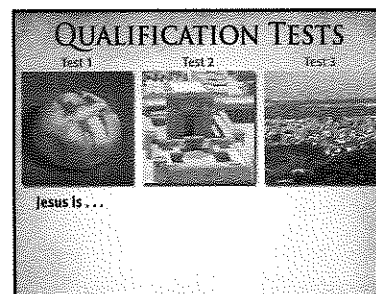 QUALIFICATION TESTS
Test 1 Test 2 Test 3
Jesus is . . .